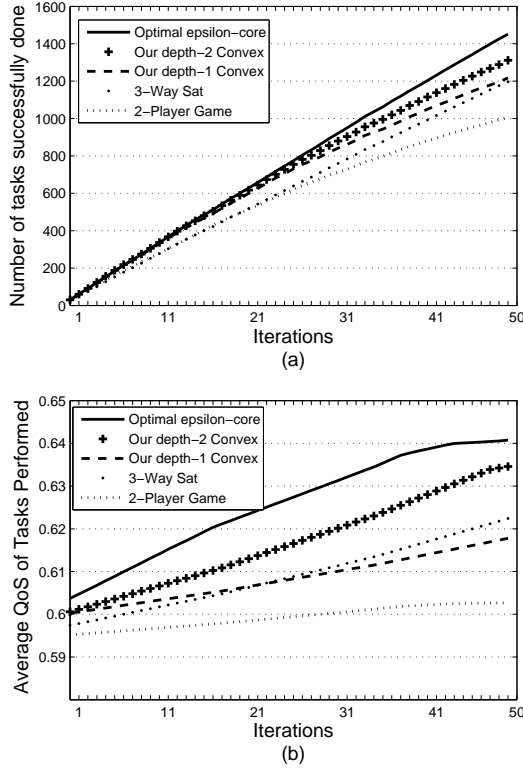 1600
1400
1200
1000
800
600
400
200
0
Number of tasks successfully done
Optimal epsilon−core
Our depth−2 Convex
Our depth−1 Convex
3−Way Sat
2−Player Game
1 11 21 31 41 50
Iterations
(a)
0.65
0.64
0.63
0.62
0.61
0.6
0.59
Average QoS of Tasks Performed
Optimal epsilon−core
Our depth−2 Convex
Our depth−1 Convex
3−Way Sat
2−Player Game
1 11 21 31 41 50
Iterations
(b)